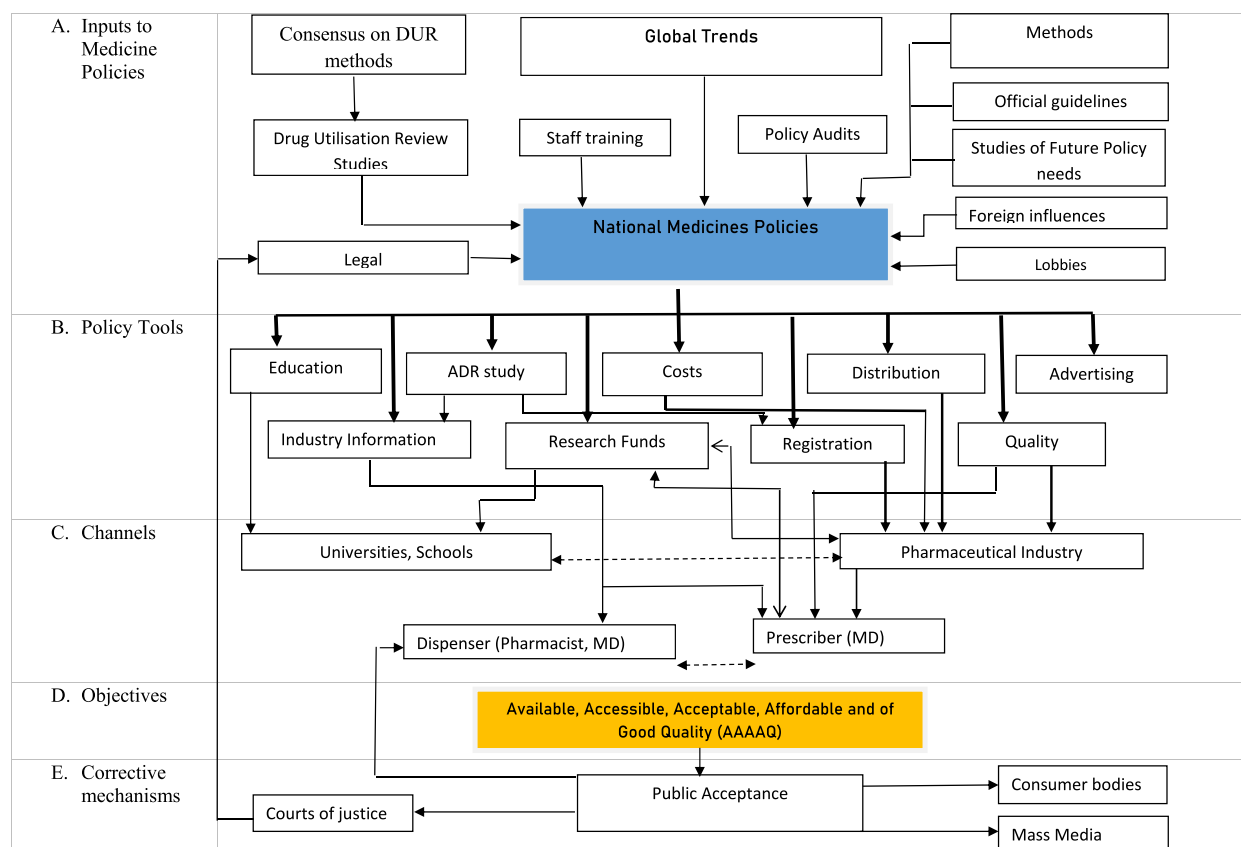 A. Inputs to
Medicine
Policies
Consensus on DUR
methods
Global Trends
Methods
Official guidelines
Drug Utilisation Review
Studies
Staff training
Policy Audits
Studies of Future Policy
needs
National Medicines Policies
Foreign influences
Legal
Lobbies
B. Policy Tools
Education
ADR study
Costs
Distribution
Advertising
Industry Information
Research Funds
Registration
Quality
C. Channels
Universities, Schools
Pharmaceutical Industry
Dispenser (Pharmacist, MD)
Prescriber (MD)
D. Objectives
Available, Accessible, Acceptable, Affordable and of
Good Quality (AAAAQ)
E. Corrective
mechanisms
Public Acceptance
Consumer bodies
Courts of justice
Mass Media